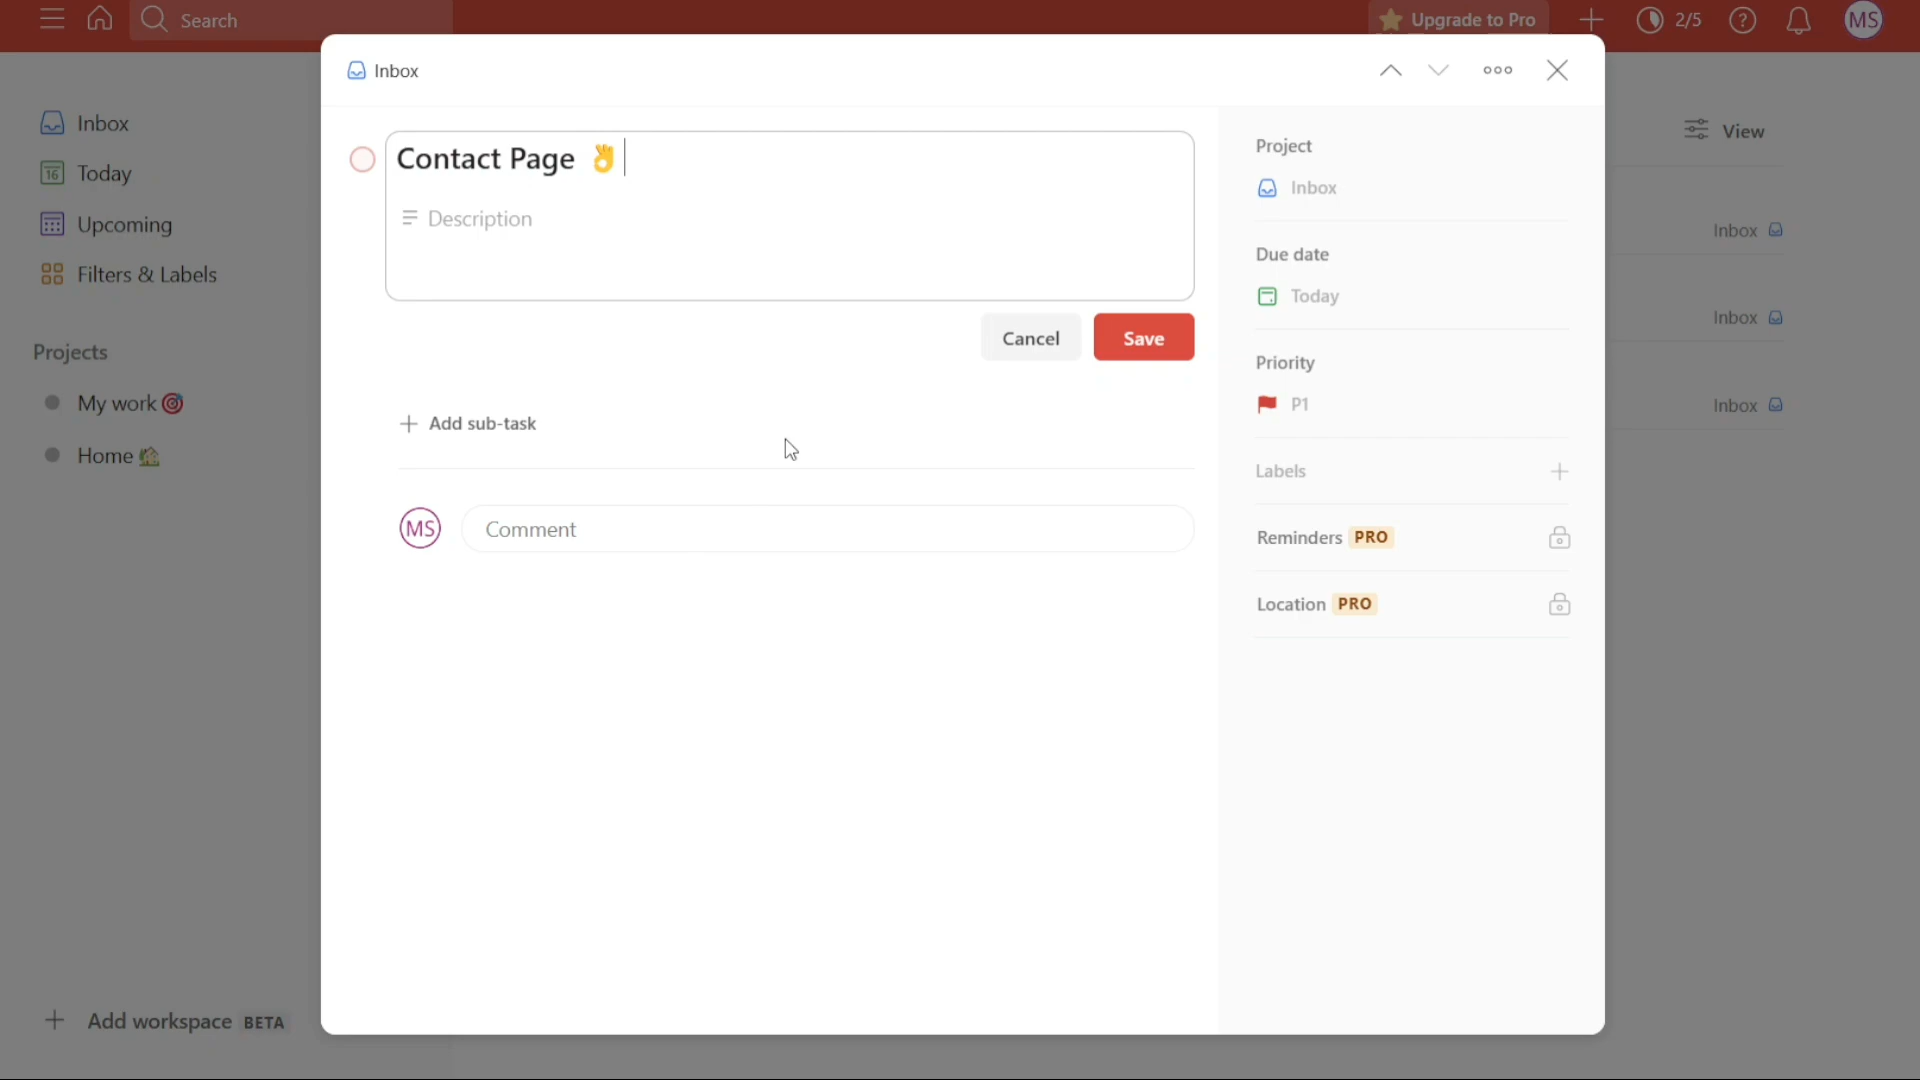 Search
Upgrade to Pro
2/5
MS
Inbox
Today
16
Upcoming
Filters & Labels
Projects
My work 🎯
Home 🏡
Add workspace BETA
Inbox
Contact Page 👌
Description
Cancel
Save
Add sub-task
MS
Comment
Project
Inbox
Due date
Today
Priority
P1
Labels
Reminders PRO
Location PRO
View
Inbox
Inbox
Inbox